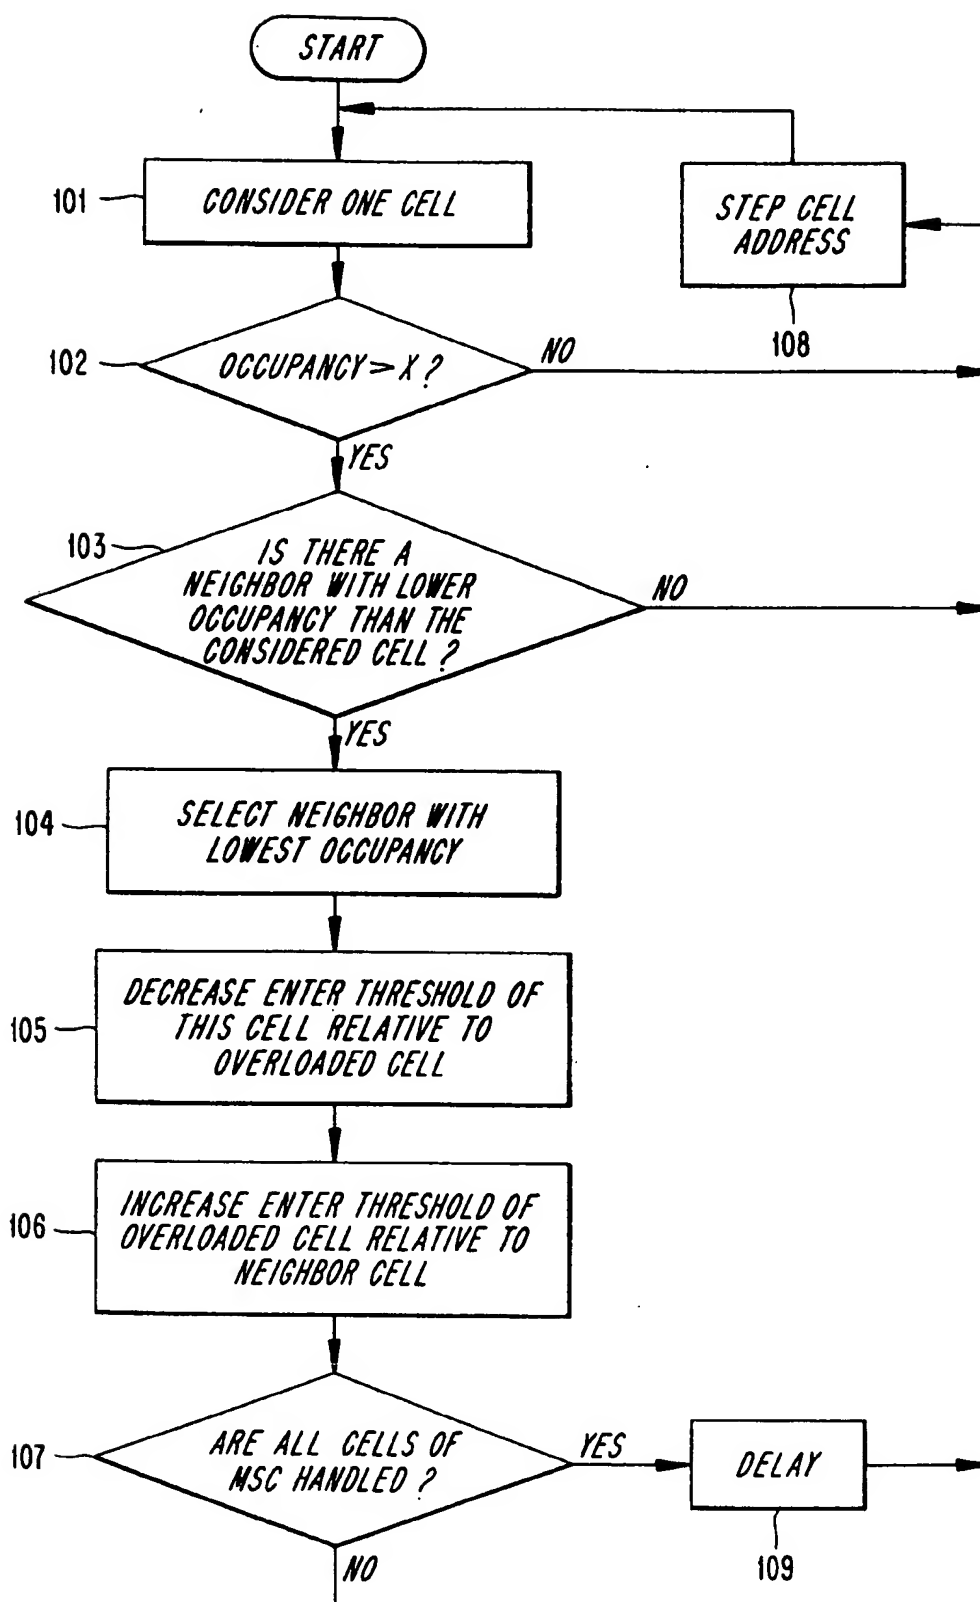 START
101
CONSIDER ONE CELL
STEP CELL
ADDRESS
108
102
OCCUPANCY > X ?
NO
YES
103
IS THERE A
NEIGHBOR WITH LOWER
OCCUPANCY THAN THE
CONSIDERED CELL ?
NO
YES
104
SELECT NEIGHBOR WITH
LOWEST OCCUPANCY
105
DECREASE ENTER THRESHOLD OF
THIS CELL RELATIVE TO
OVERLOADED CELL
106
INCREASE ENTER THRESHOLD OF
OVERLOADED CELL RELATIVE TO
NEIGHBOR CELL
107
ARE ALL CELLS OF
MSC HANDLED ?
YES
DELAY
109
NO